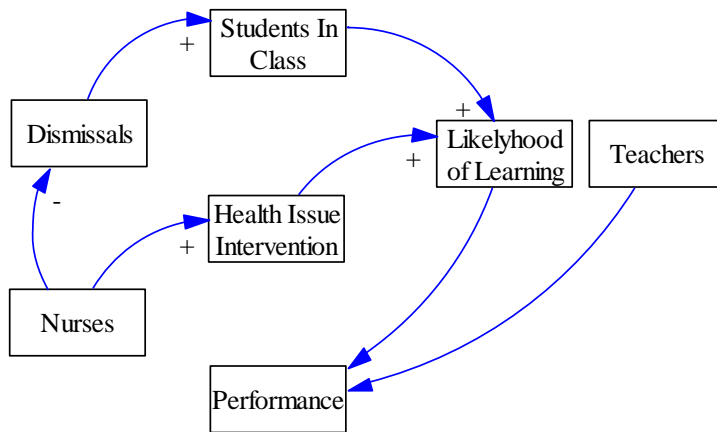 Students In
Class
+
Dismissals
+
Likelyhood
of Learning
Teachers
+
-
Health Issue
Intervention
+
Nurses
Performance